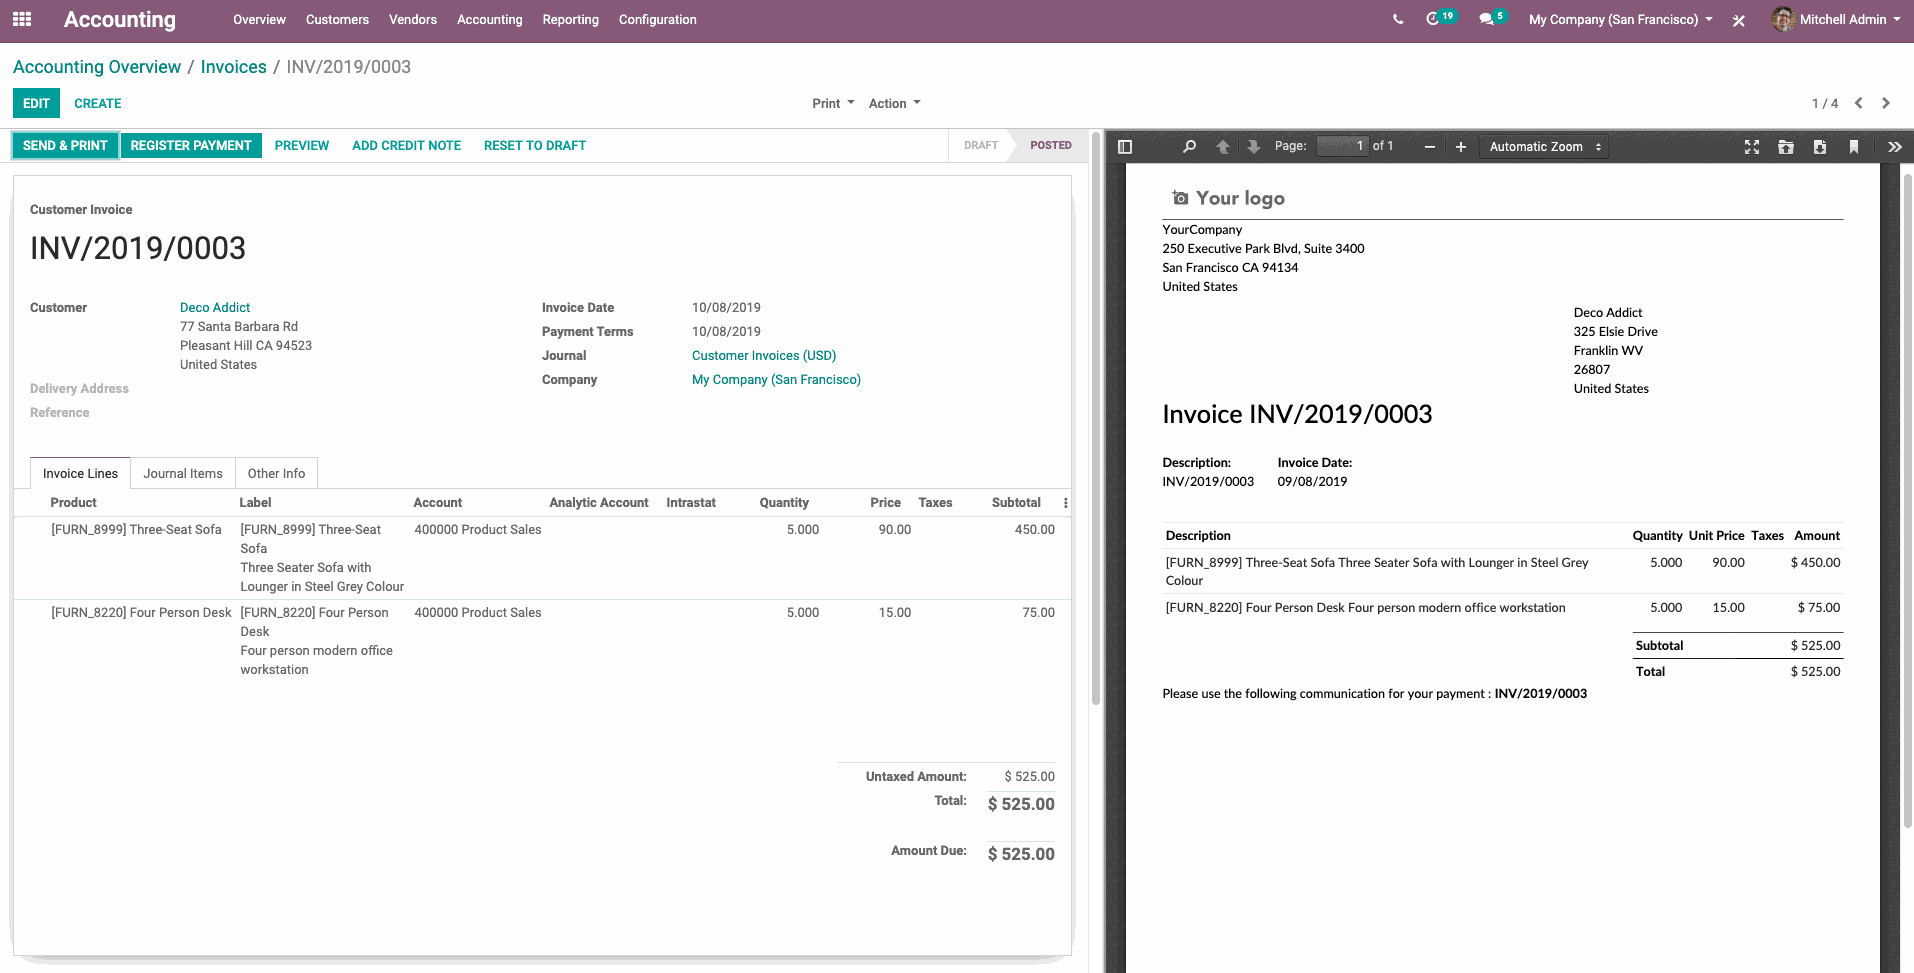 Accounting Overview Customers Vendors Accounting Reporting Configuration 19 5 My Company (San Francisco) Mitchell Admin
Accounting Overview / Invoices / INV/2019/0003
EDIT CREATE Print Action 1 / 4
SEND & PRINT REGISTER PAYMENT PREVIEW ADD CREDIT NOTE RESET TO DRAFT DRAFT POSTED
Customer Invoice
INV/2019/0003
Customer Deco Addict
77 Santa Barbara Rd
Pleasant Hill CA 94523
United States
Delivery Address
Reference
Invoice Date 10/08/2019
Payment Terms 10/08/2019
Journal Customer Invoices (USD)
Company My Company (San Francisco)
Invoice Lines Journal Items Other Info
Product Label Account Analytic Account Intrastat Quantity Price Taxes Subtotal
[FURN_8999] Three-Seat Sofa [FURN_8999] Three-Seat 400000 Product Sales 5.000 90.00 450.00
Sofa
Three Seater Sofa with
Lounger in Steel Grey Colour
[FURN_8220] Four Person Desk [FURN_8220] Four Person 400000 Product Sales 5.000 15.00 75.00
Desk
Four person modern office
workstation
Untaxed Amount: $ 525.00
Total: $ 525.00
Amount Due: $ 525.00
Page: 1 of 1 Automatic Zoom
Your logo
YourCompany
250 Executive Park Blvd, Suite 3400
San Francisco CA 94134
United States
Deco Addict
325 Elsie Drive
Franklin WV
26807
United States
Invoice INV/2019/0003
Description: Invoice Date:
INV/2019/0003 09/08/2019
Description Quantity Unit Price Taxes Amount
[FURN_8999] Three-Seat Sofa Three Seater Sofa with Lounger in Steel Grey 5.000 90.00 $ 450.00
Colour
[FURN_8220] Four Person Desk Four person modern office workstation 5.000 15.00 $ 75.00
Subtotal $ 525.00
Total $ 525.00
Please use the following communication for your payment : INV/2019/0003